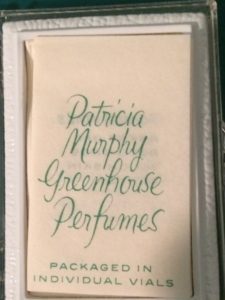 Patricia
Murphy
Greenhouse
Perfumes
PACKAGED IN
INDIVIDUAL VIALS